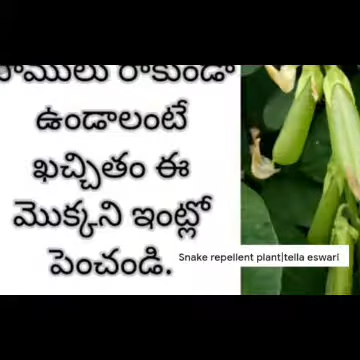 పాములు రాకుండా
ఉండాలంటే
ఖచ్చితం ఈ
మొక్కని ఇంట్లో
పెంచండి.
Snake repellent plant|tella eswari